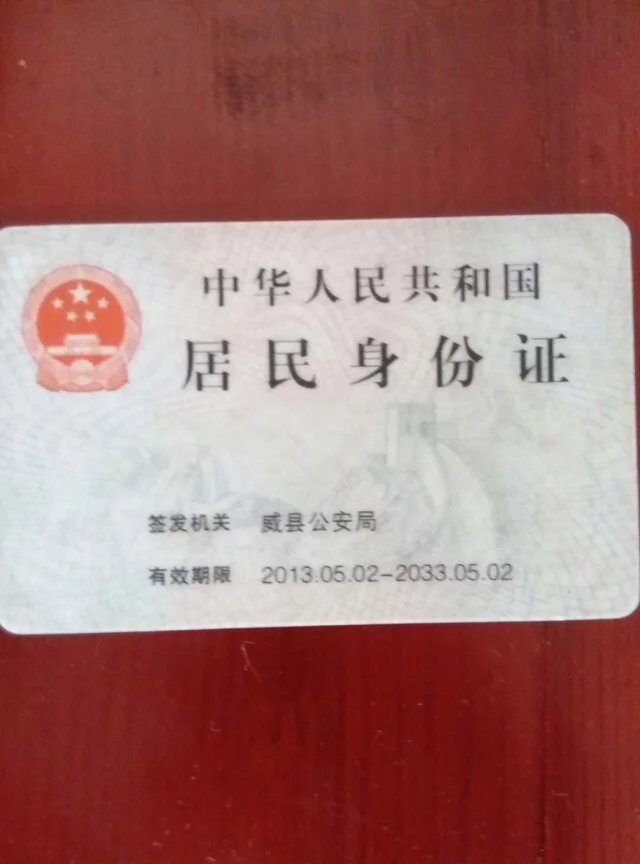 中华人民共和国
居民身份证
签发机关 威县公安局
有效期限 2013.05.02-2033.05.02